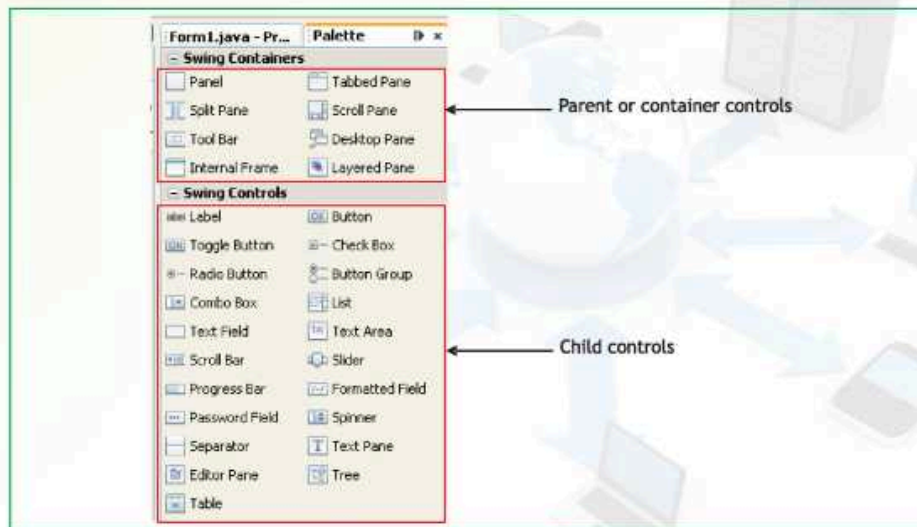 Form1.java - Pr... Palette
Swing Containers
Panel Tabbed Pane
Split Pane Scroll Pane
Parent or container controls
Tool Bar Desktop Pane
Internal Frame Layered Pane
Swing Controls
label Label OK Button
OK Toggle Button Check Box
Radio Button Button Group
Combo Box List
Text Field Text Area
Scroll Bar Slider
Child controls
Progress Bar Formatted Field
Password Field Spinner
Separator T Text Pane
Editor Pane Tree
Table